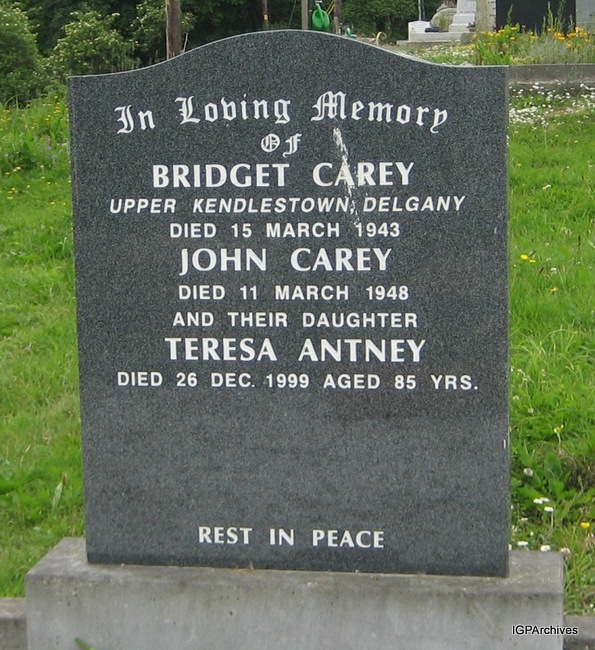 In Loving Memory
OF
BRIDGET CAREY
UPPER KENDLESTOWN, DELGANY
DIED 15 MARCH 1943
JOHN CAREY
DIED 11 MARCH 1948
AND THEIR DAUGHTER
TERESA ANTNEY
DIED 26 DEC. 1999 AGED 85 YRS.
REST IN PEACE
IGPArchives